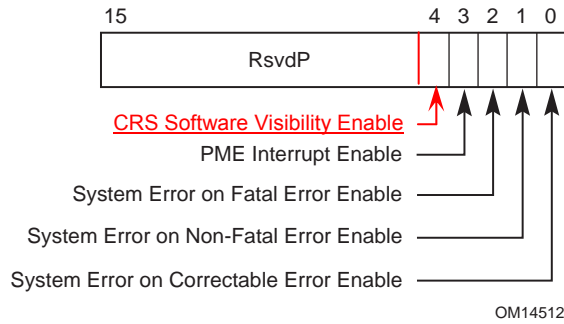 15 4 3 2 1 0
RsvdP
CRS Software Visibility Enable
PME Interrupt Enable
System Error on Fatal Error Enable
System Error on Non-Fatal Error Enable
System Error on Correctable Error Enable
OM14512